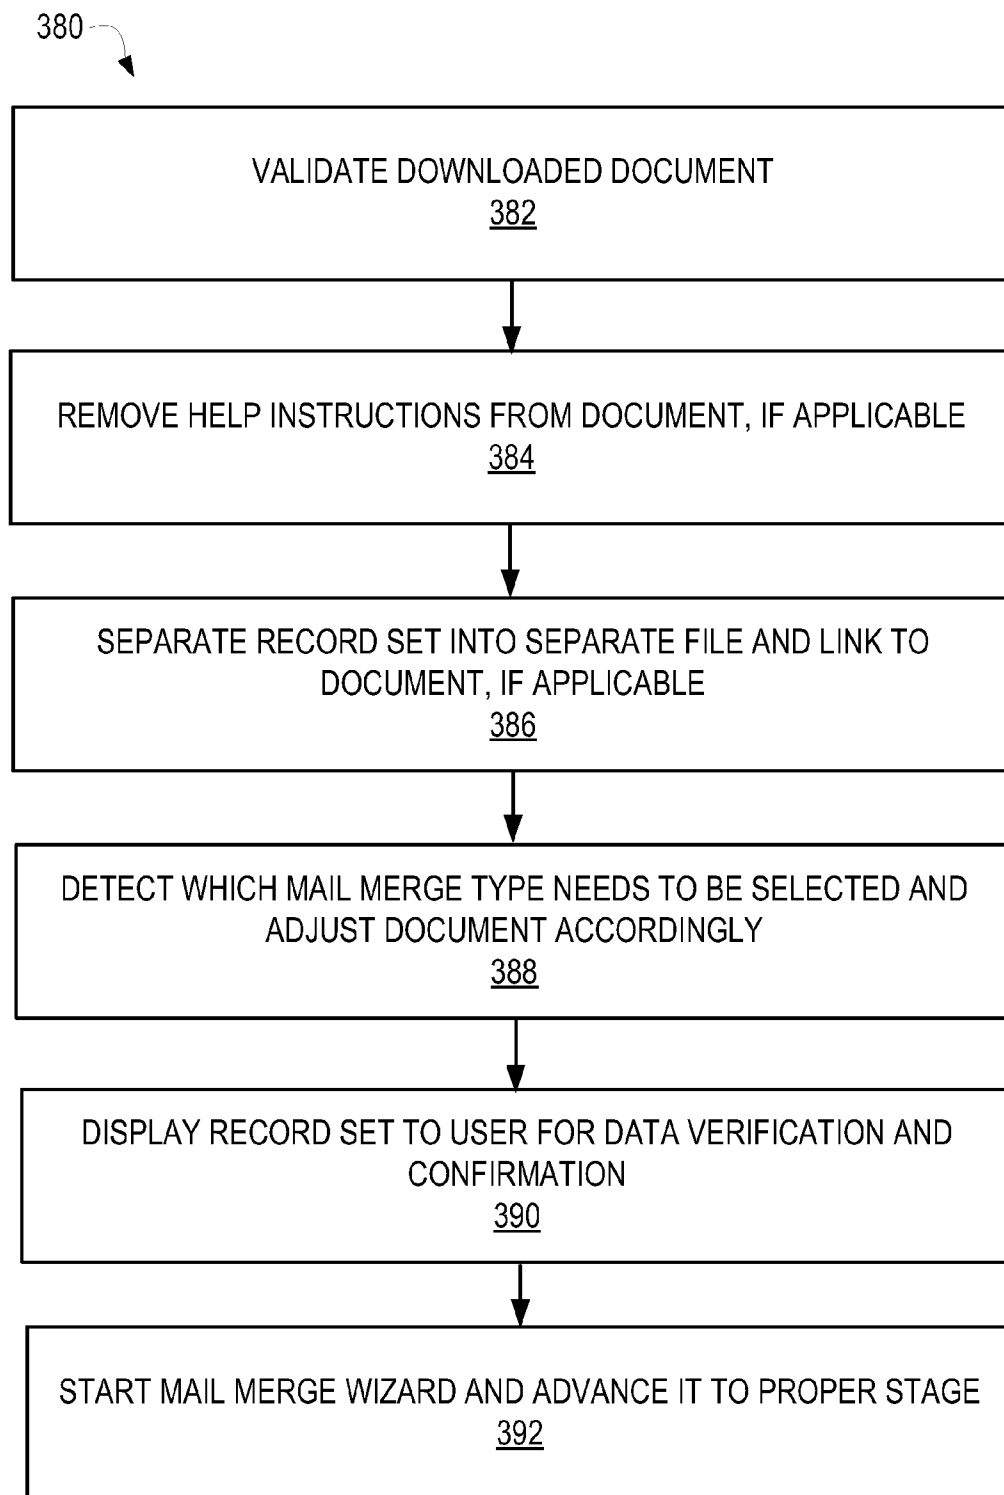 380
VALIDATE DOWNLOADED DOCUMENT
382
REMOVE HELP INSTRUCTIONS FROM DOCUMENT, IF APPLICABLE
384
SEPARATE RECORD SET INTO SEPARATE FILE AND LINK TO
DOCUMENT, IF APPLICABLE
386
DETECT WHICH MAIL MERGE TYPE NEEDS TO BE SELECTED AND
ADJUST DOCUMENT ACCORDINGLY
388
DISPLAY RECORD SET TO USER FOR DATA VERIFICATION AND
CONFIRMATION
390
START MAIL MERGE WIZARD AND ADVANCE IT TO PROPER STAGE
392